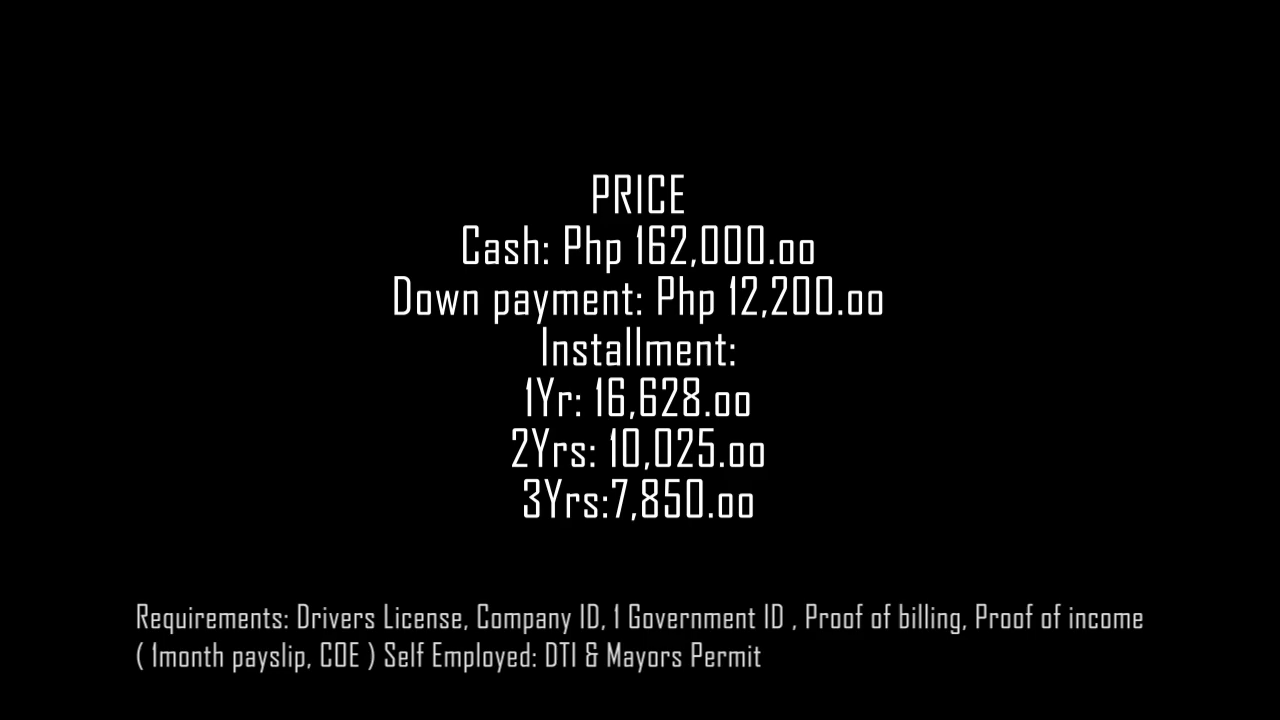 PRICE
Cash: Php 162,000.oo
Down payment: Php 12,200.oo
Installment:
1Yr: 16,628.oo
2Yrs: 10,025.oo
3Yrs:7,850.oo
Requirements: Drivers License, Company ID, 1 Government ID , Proof of billing, Proof of income
( 1month payslip, COE ) Self Employed: DTI & Mayors Permit